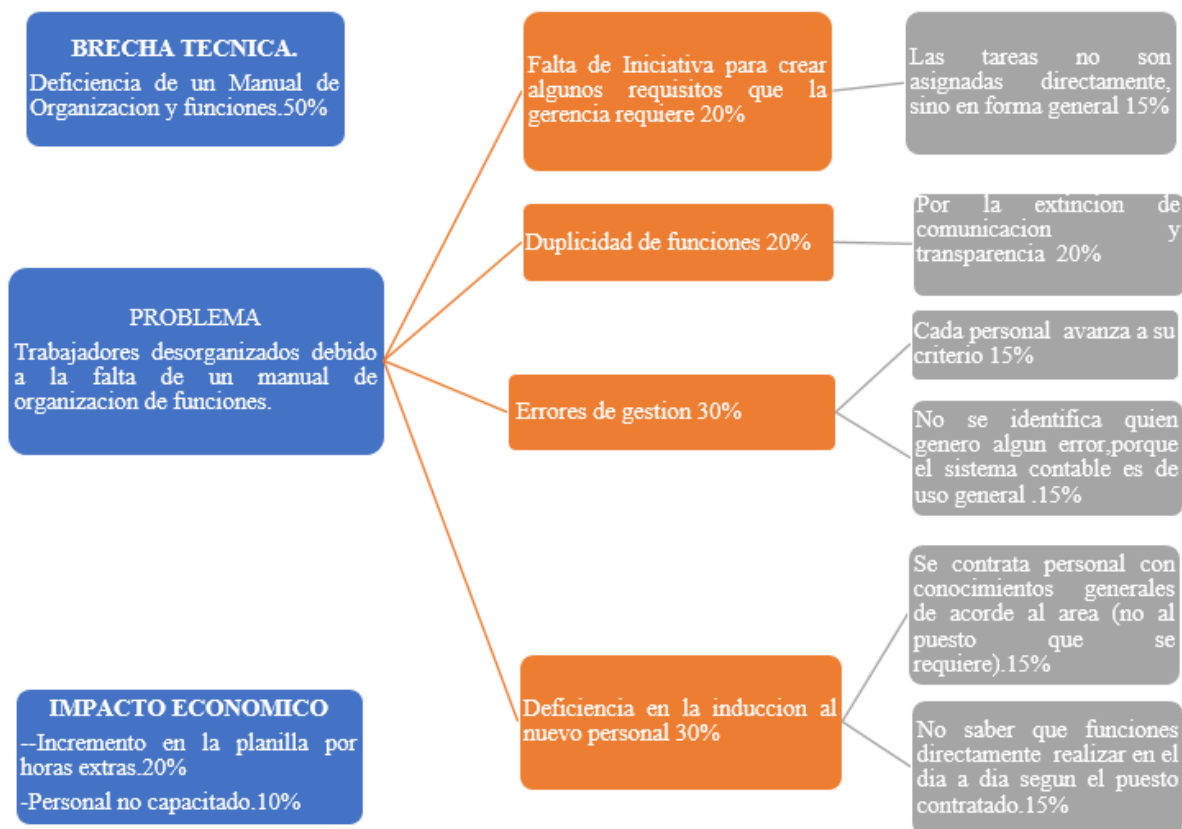 BRECHA TECNICA.
Deficiencia de un Manual de
Organizacion y funciones.50%
PROBLEMA
Trabajadores desorganizados debido
a la falta de un manual de
organizacion de funciones.
IMPACTO ECONOMICO
--Incremento en la planilla por
horas extras.20%
-Personal no capacitado.10%
Falta de Iniciativa para crear
algunos requisitos que la
gerencia requiere 20%
Duplicidad de funciones 20%
Errores de gestion 30%
Deficiencia en la induccion al
nuevo personal 30%
Las tareas no son
asignadas directamente,
sino en forma general 15%
Por la extincion de
comunicacion y
transparencia 20%
Cada personal avanza a su
criterio 15%
No se identifica quien
genero algun error,porque
el sistema contable es de
uso general .15%
Se contrata personal con
conocimientos generales
de acorde al area (no al
puesto que se
requiere).15%
No saber que funciones
directamente realizar en el
dia a dia segun el puesto
contratado.15%